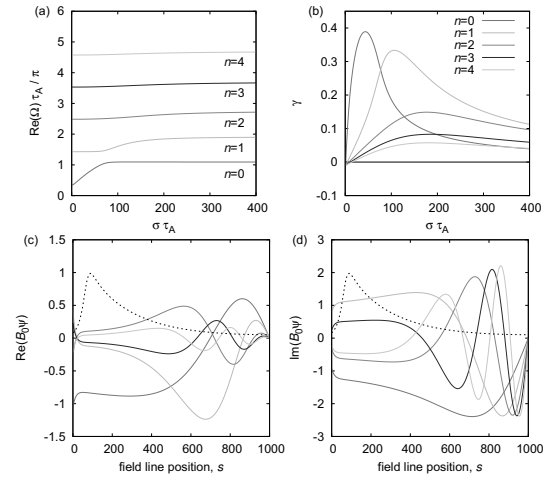 (a)
6
5
4
3
2
1
0
Re(Ω) τA / π
n=4
n=3
n=2
n=1
n=0
0 100 200 300 400
σ τA
(b)
0.4
0.3
0.2
0.1
0
-0.1
γ
n=0
n=1
n=2
n=3
n=4
0 100 200 300 400
σ τA
(c)
1.5
1
0.5
0
-0.5
-1
-1.5
Re(B0ψ)
0 200 400 600 800 1000
field line position, s
(d)
2
1
0
-1
-2
-3
Im(B0ψ)
0 200 400 600 800 1000
field line position, s